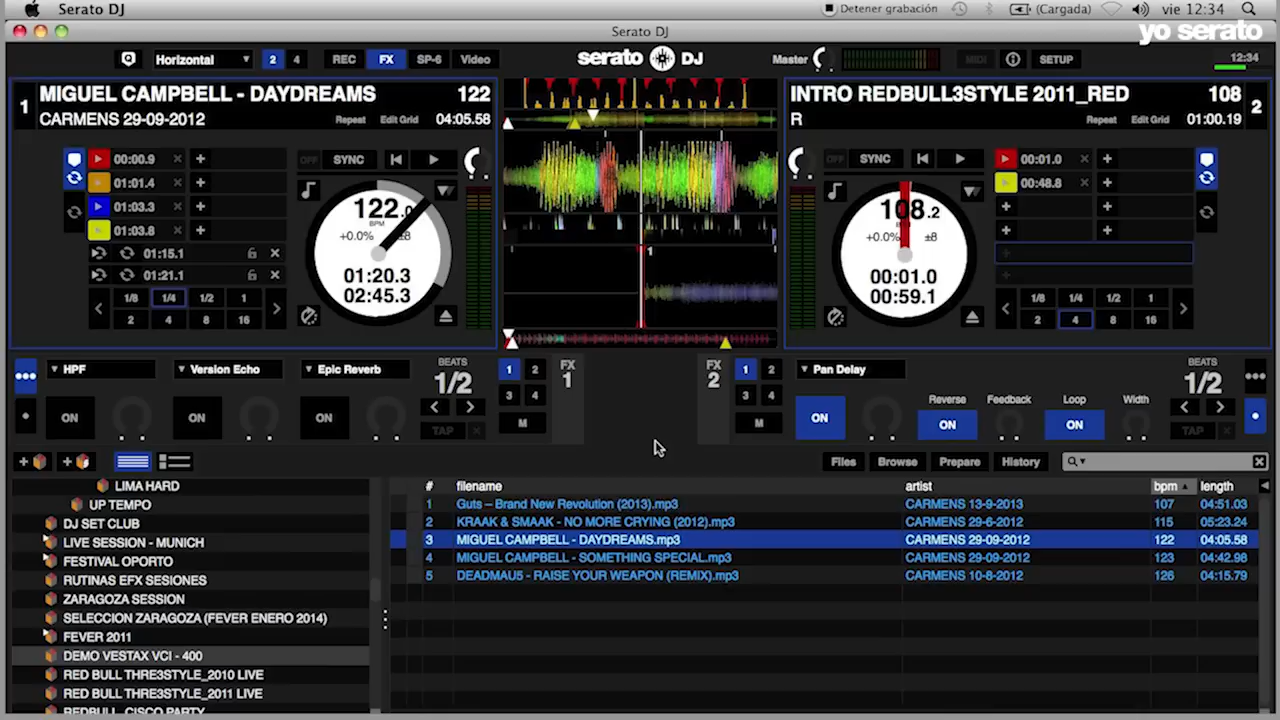 Serato DJ
Detener grabación
(Cargada)
vie 12:34
Serato DJ
yo serato
Horizontal
2
4
REC
FX
SP-6
Video
serato DJ
Master
MIDI
SETUP
12:34
1
MIGUEL CAMPBELL - DAYDREAMS
122
CARMENS 29-09-2012
Repeat
Edit Grid
04:05.58
INTRO REDBULL3STYLE 2011_RED
108
2
R
Repeat
Edit Grid
01:00.19
00:00.9
01:01.4
01:03.3
01:03.8
01:15.1
01:21.1
1/8
1/4
1/2
1
2
4
8
16
OFF
SYNC
122.0
BPM
+0.0%
±8
01:20.3
02:45.3
1
OFF
SYNC
108.2
BPM
+0.0%
±8
00:01.0
00:59.1
00:01.0
00:48.8
1/8
1/4
1/2
1
2
4
8
16
HPF
Version Echo
Epic Reverb
BEATS
1/2
ON
ON
ON
TAP
1
2
3
4
M
FX
1
FX
2
1
2
3
4
M
Pan Delay
BEATS
1/2
ON
Reverse
ON
Feedback
Loop
ON
Width
TAP
Files
Browse
Prepare
History
LIMA HARD
UP TEMPO
DJ SET CLUB
LIVE SESSION - MUNICH
FESTIVAL OPORTO
RUTINAS EFX SESIONES
ZARAGOZA SESSION
SELECCION ZARAGOZA (FEVER ENERO 2014)
FEVER 2011
DEMO VESTAX VCI - 400
RED BULL THRE3STYLE_2010 LIVE
RED BULL THRE3STYLE_2011 LIVE
REDBULL_CISCO PARTY
# filename artist bpm length
1 Guts – Brand New Revolution (2013).mp3 CARMENS 13-9-2013 107 04:51.03
2 KRAAK & SMAAK - NO MORE CRYING (2012).mp3 CARMENS 29-6-2012 115 05:23.24
3 MIGUEL CAMPBELL - DAYDREAMS.mp3 CARMENS 29-09-2012 122 04:05.58
4 MIGUEL CAMPBELL - SOMETHING SPECIAL.mp3 CARMENS 29-09-2012 123 04:42.98
5 DEADMAU5 - RAISE YOUR WEAPON (REMIX).mp3 CARMENS 10-8-2012 126 04:15.79